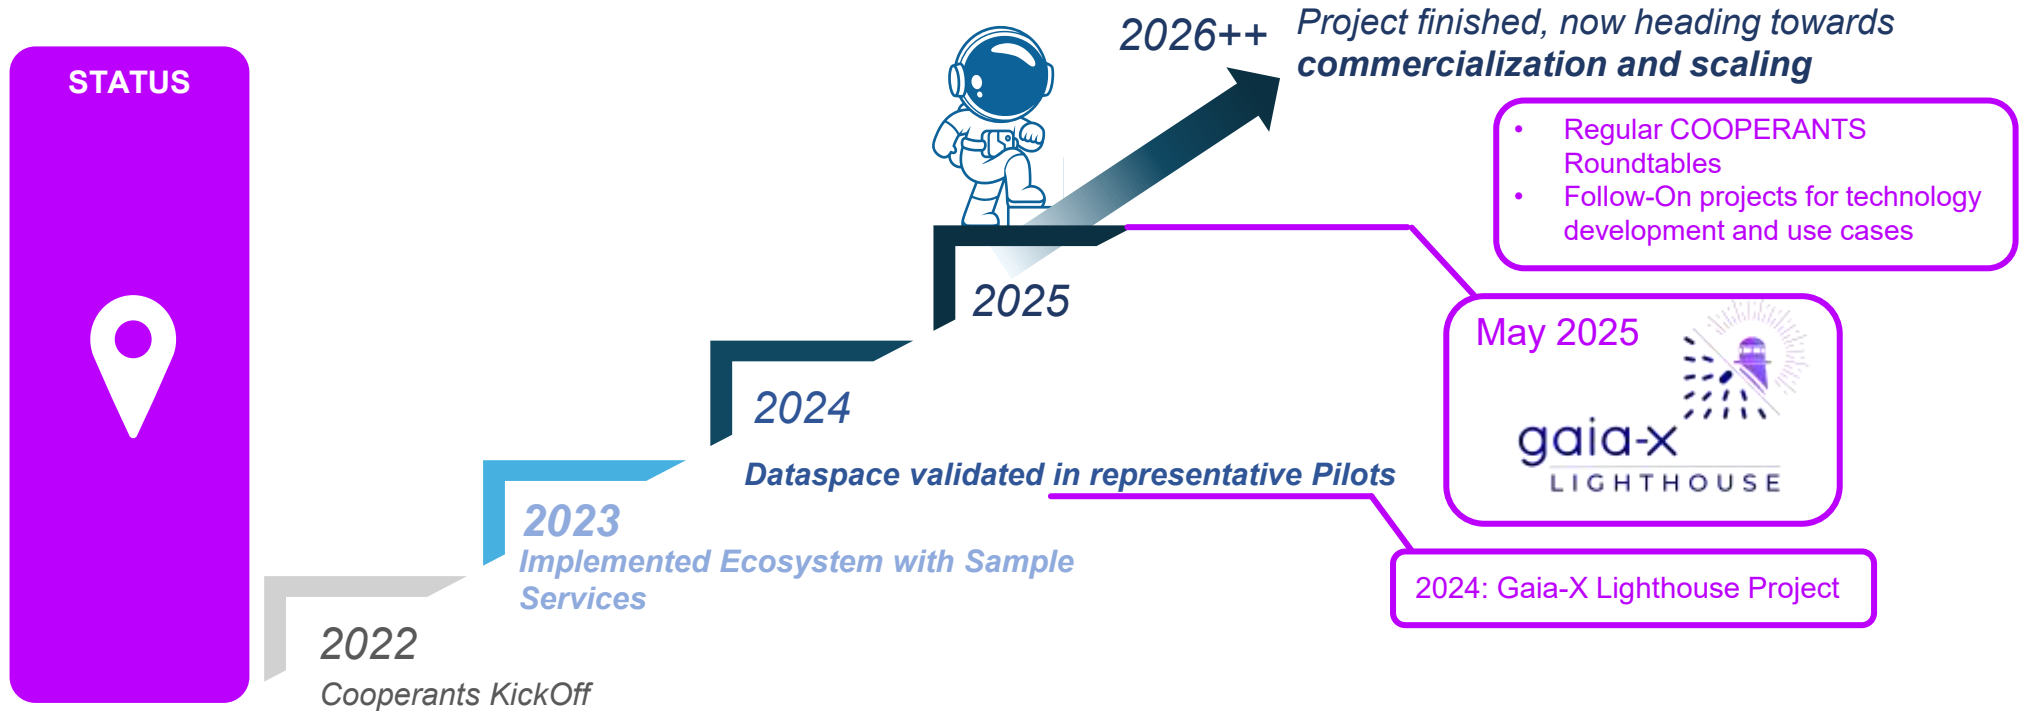 STATUS
2026++
Project finished, now heading towards
commercialization and scaling
• Regular COOPERANTS
Roundtables
• Follow-On projects for technology
development and use cases
2025
May 2025
gaia-x
LIGHTHOUSE
2024
Dataspace validated in representative Pilots
2023
Implemented Ecosystem with Sample
Services
2024: Gaia-X Lighthouse Project
2022
Cooperants KickOff